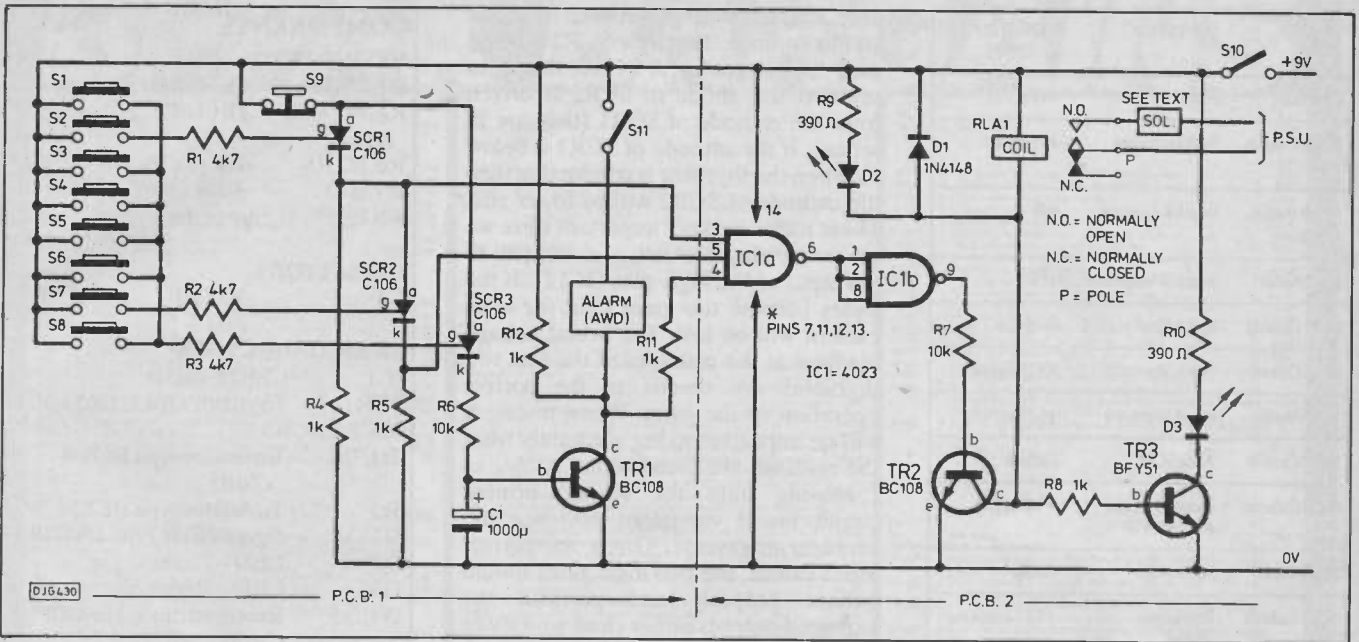 S1
S2
S3
S4
S5
S6
S7
S8
S9
R1 4k7
R2 4k7
R3 4k7
a
g
k
SCR1
C106
SCR2
C106
a
g
k
SCR3
C106
a
g
k
R4
1k
R5
1k
R6
10k
+
C1
1000μ
R12
1k
S11
ALARM
(AWD)
R11
1k
b
c
e
TR1
BC108
14
3
5
4
IC1a
6
*
PINS 7,11,12,13.
IC1 = 4023
1
2
8
IC1b
9
R7
10k
R9
390 Ω
D2
D1
1N4148
RLA1
COIL
N.O.
N.C.
P
SEE TEXT
SOL
P.S.U.
S10
+9V
N.O. = NORMALLY
OPEN
N.C. = NORMALLY
CLOSED
P = POLE
R10
390 Ω
D3
b
e
c
TR2
BC108
R8 1k
b
c
e
TR3
BFY51
0V
DJG430
P.C.B. 1
P.C.B. 2